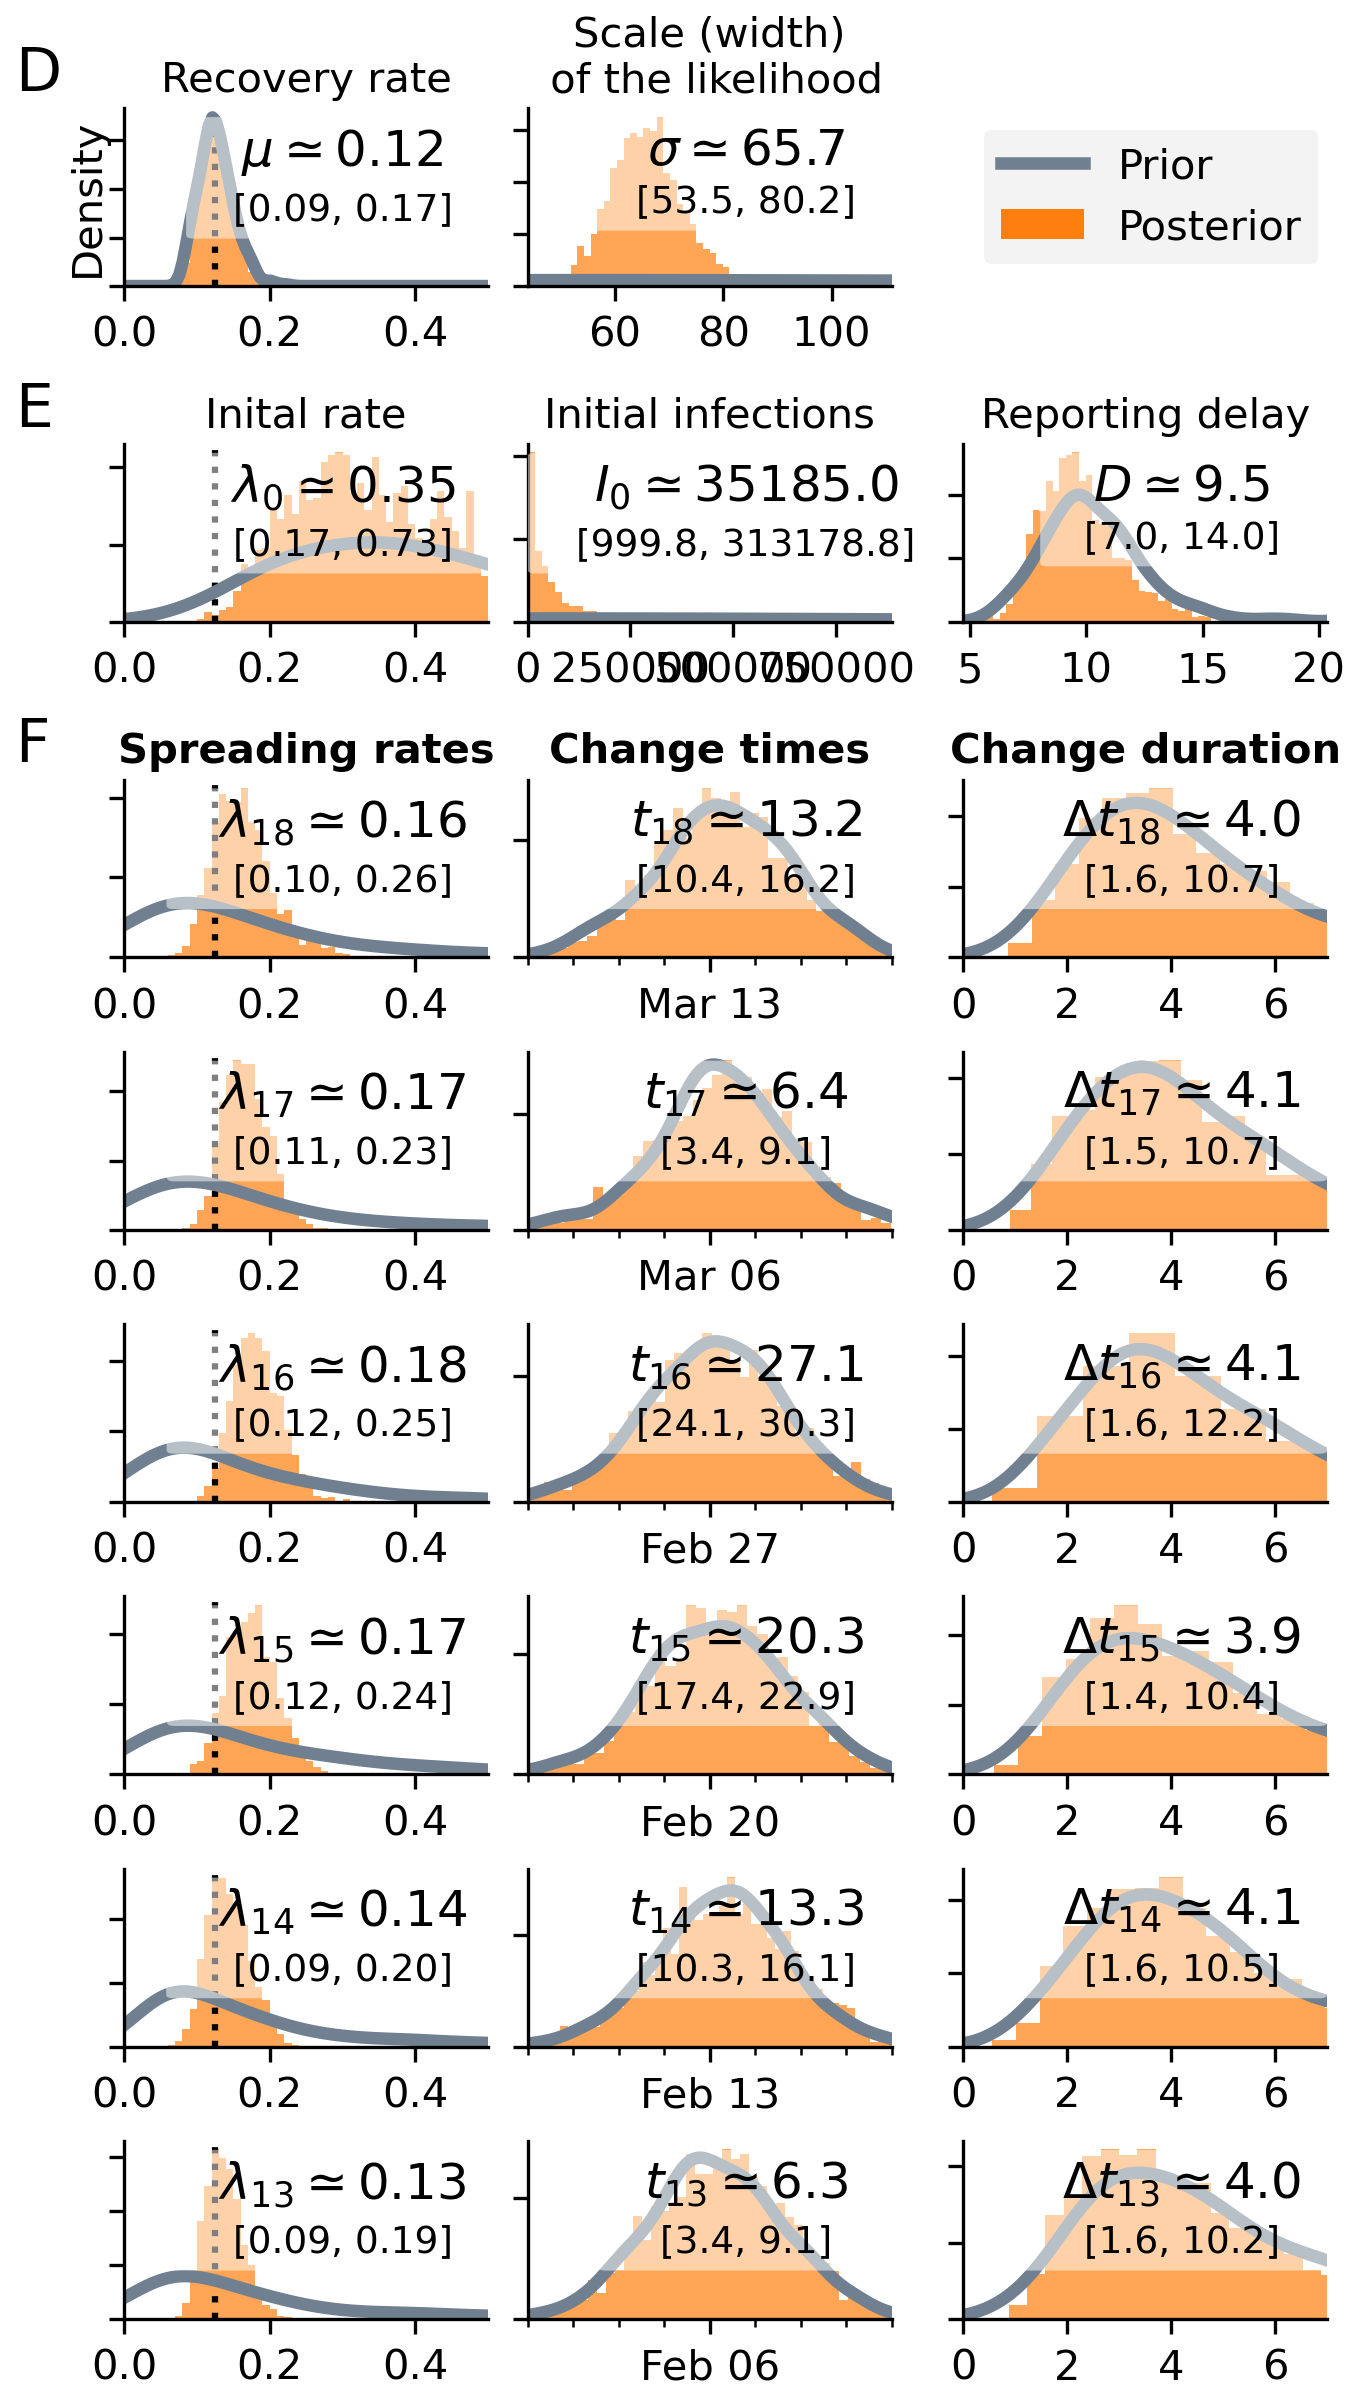 D
Recovery rate
Scale (width)
of the likelihood
Density
μ ≃ 0.12
[0.09, 0.17]
σ ≃ 65.7
[53.5, 80.2]
Prior
Posterior
0.0 0.2 0.4
60 80 100
E
Inital rate
Initial infections
Reporting delay
λ₀ ≃ 0.35
[0.17, 0.73]
I₀ ≃ 35185.0
[999.8, 313178.8]
D ≃ 9.5
[7.0, 14.0]
0.0 0.2 0.4
0 250000 500000 750000
5 10 15 20
F
Spreading rates
Change times
Change duration
λ₁₈ ≃ 0.16
[0.10, 0.26]
t₁₈ ≃ 13.2
[10.4, 16.2]
Δt₁₈ ≃ 4.0
[1.6, 10.7]
0.0 0.2 0.4
Mar 13
0 2 4 6
λ₁₇ ≃ 0.17
[0.11, 0.23]
t₁₇ ≃ 6.4
[3.4, 9.1]
Δt₁₇ ≃ 4.1
[1.5, 10.7]
0.0 0.2 0.4
Mar 06
0 2 4 6
λ₁₆ ≃ 0.18
[0.12, 0.25]
t₁₆ ≃ 27.1
[24.1, 30.3]
Δt₁₆ ≃ 4.1
[1.6, 12.2]
0.0 0.2 0.4
Feb 27
0 2 4 6
λ₁₅ ≃ 0.17
[0.12, 0.24]
t₁₅ ≃ 20.3
[17.4, 22.9]
Δt₁₅ ≃ 3.9
[1.4, 10.4]
0.0 0.2 0.4
Feb 20
0 2 4 6
λ₁₄ ≃ 0.14
[0.09, 0.20]
t₁₄ ≃ 13.3
[10.3, 16.1]
Δt₁₄ ≃ 4.1
[1.6, 10.5]
0.0 0.2 0.4
Feb 13
0 2 4 6
λ₁₃ ≃ 0.13
[0.09, 0.19]
t₁₃ ≃ 6.3
[3.4, 9.1]
Δt₁₃ ≃ 4.0
[1.6, 10.2]
0.0 0.2 0.4
Feb 06
0 2 4 6